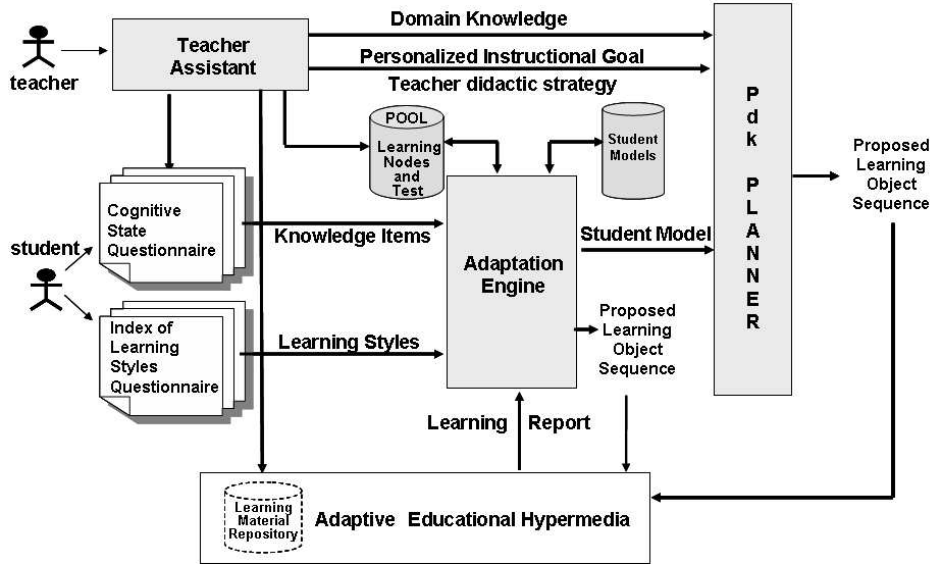 Domain Knowledge
Teacher
Assistant
teacher
Personalized Instructional Goal
Teacher didactic strategy
POOL
Learning
Nodes
and
Test
Student
Models
Pdk PLANNER
Proposed
Learning
Object
Sequence
Cognitive
State
Questionnaire
student
Knowledge Items
Student Model
Adaptation
Engine
Index of
Learning
Styles
Questionnaire
Learning Styles
Proposed
Learning
Object
Sequence
Learning Report
Learning
Material
Repository
Adaptive Educational Hypermedia